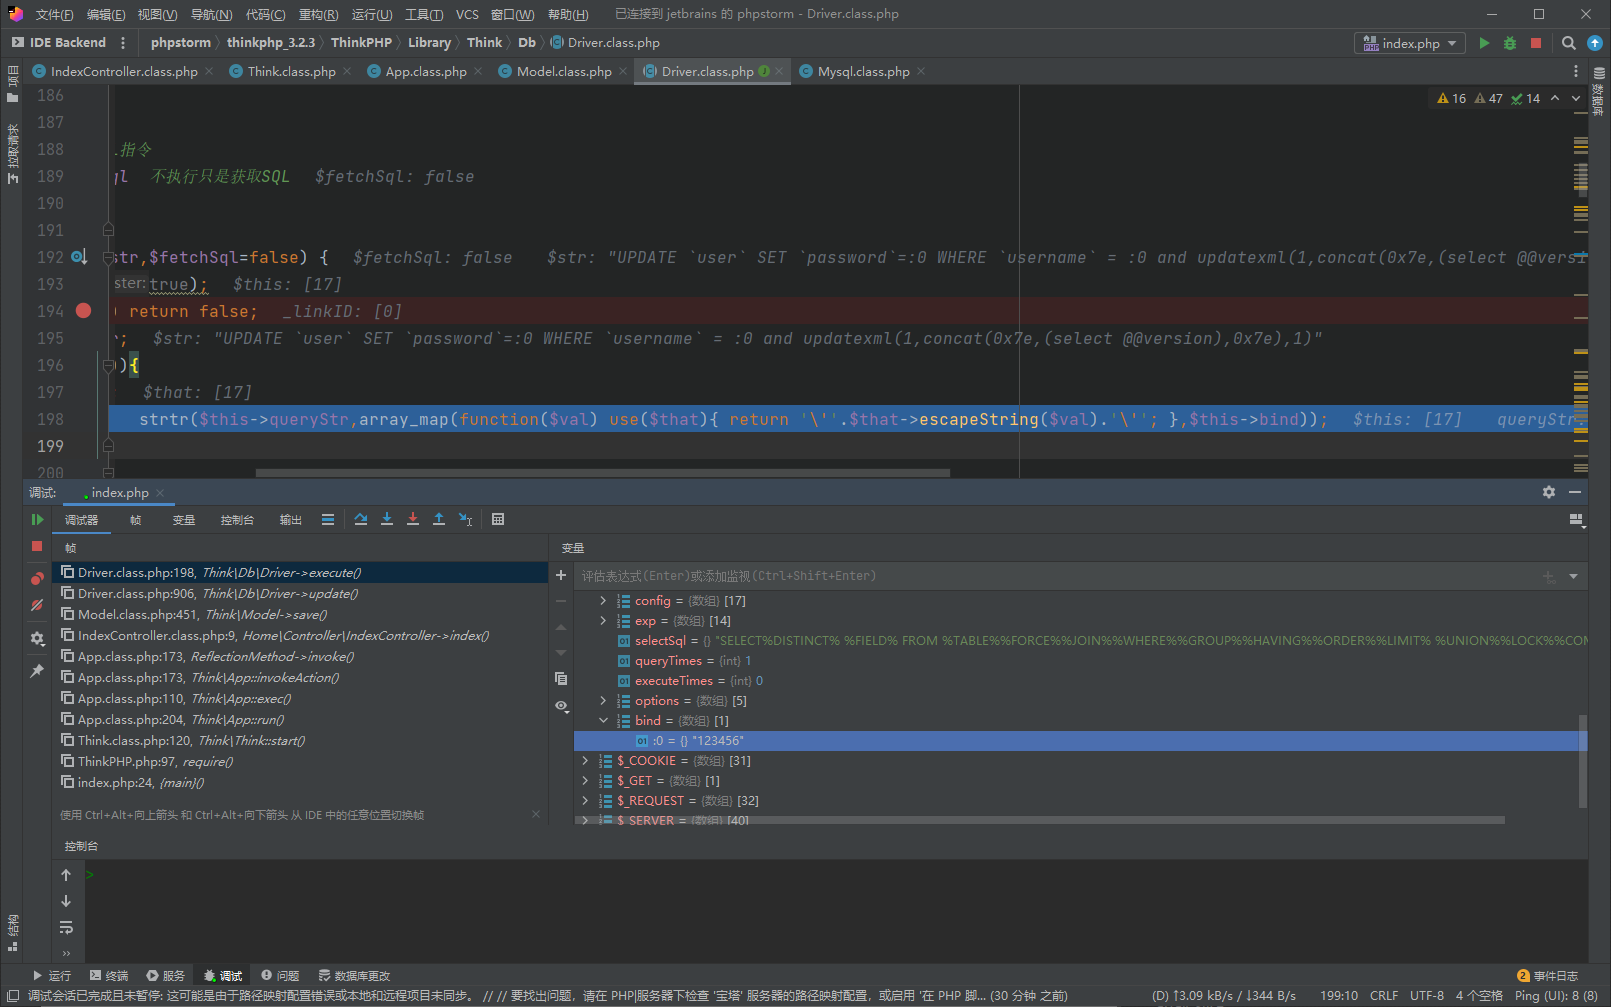 文件(F) 编辑(E) 视图(V) 导航(N) 代码(C) 重构(R) 运行(U) 工具(T) VCS 窗口(W) 帮助(H) 已连接到 jetbrains 的 phpstorm - Driver.class.php
IDE Backend phpstorm thinkphp_3.2.3 ThinkPHP Library Think Db Driver.class.php index.php
IndexController.class.php Think.class.php App.class.php Model.class.php Driver.class.php Mysql.class.php
项目
拉取请求
结构
数据库
16 47 14
186
187
188 指令
189 ql 不执行只是获取SQL $fetchSql: false
190
191
192 str,$fetchSql=false) { $fetchSql: false $str: "UPDATE `user` SET `password`=:0 WHERE `username` = :0 and updatexml(1,concat(0x7e,(select @@versi
193 ster: true); $this: [17]
194 ) return false; _linkID: [0]
195 ; $str: "UPDATE `user` SET `password`=:0 WHERE `username` = :0 and updatexml(1,concat(0x7e,(select @@version),0x7e),1)"
196 )){
197 $that: [17]
198 strtr($this->queryStr,array_map(function($val) use($that){ return '\''.$that->escapeString($val).'\''; },$this->bind)); $this: [17] queryStr:
199
200
调试: index.php
调试器 帧 变量 控制台 输出
帧
Driver.class.php:198, Think\Db\Driver->execute()
Driver.class.php:906, Think\Db\Driver->update()
Model.class.php:451, Think\Model->save()
IndexController.class.php:9, Home\Controller\IndexController->index()
App.class.php:173, ReflectionMethod->invoke()
App.class.php:173, Think\App::invokeAction()
App.class.php:110, Think\App::exec()
App.class.php:204, Think\App::run()
Think.class.php:120, Think\Think::start()
ThinkPHP.php:97, require()
index.php:24, {main}()
使用 Ctrl+Alt+向上箭头 和 Ctrl+Alt+向下箭头 从 IDE 中的任意位置切换帧
变量
评估表达式(Enter)或添加监视(Ctrl+Shift+Enter)
config = {数组} [17]
exp = {数组} [14]
selectSql = {} "SELECT%DISTINCT% %FIELD% FROM %TABLE%%FORCE%%JOIN%%WHERE%%GROUP%%HAVING%%ORDER%%LIMIT% %UNION%%LOCK%%COM
queryTimes = {int} 1
executeTimes = {int} 0
options = {数组} [5]
bind = {数组} [1]
:0 = {} "123456"
$_COOKIE = {数组} [31]
$_GET = {数组} [1]
$_REQUEST = {数组} [32]
$_SERVER = {数组} [40]
控制台
>
运行 终端 服务 调试 问题 数据库更改 2 事件日志
调试会话已完成且未暂停: 这可能是由于路径映射配置错误或本地和远程项目未同步。 // // 要找出问题，请在 PHP|服务器下检查 '宝塔' 服务器的路径映射配置，或启用 '在 PHP 脚... (30 分钟 之前) (D) ↑3.09 kB/s / ↓344 B/s 199:10 CRLF UTF-8 4 个空格 Ping (UI): 8 (8)